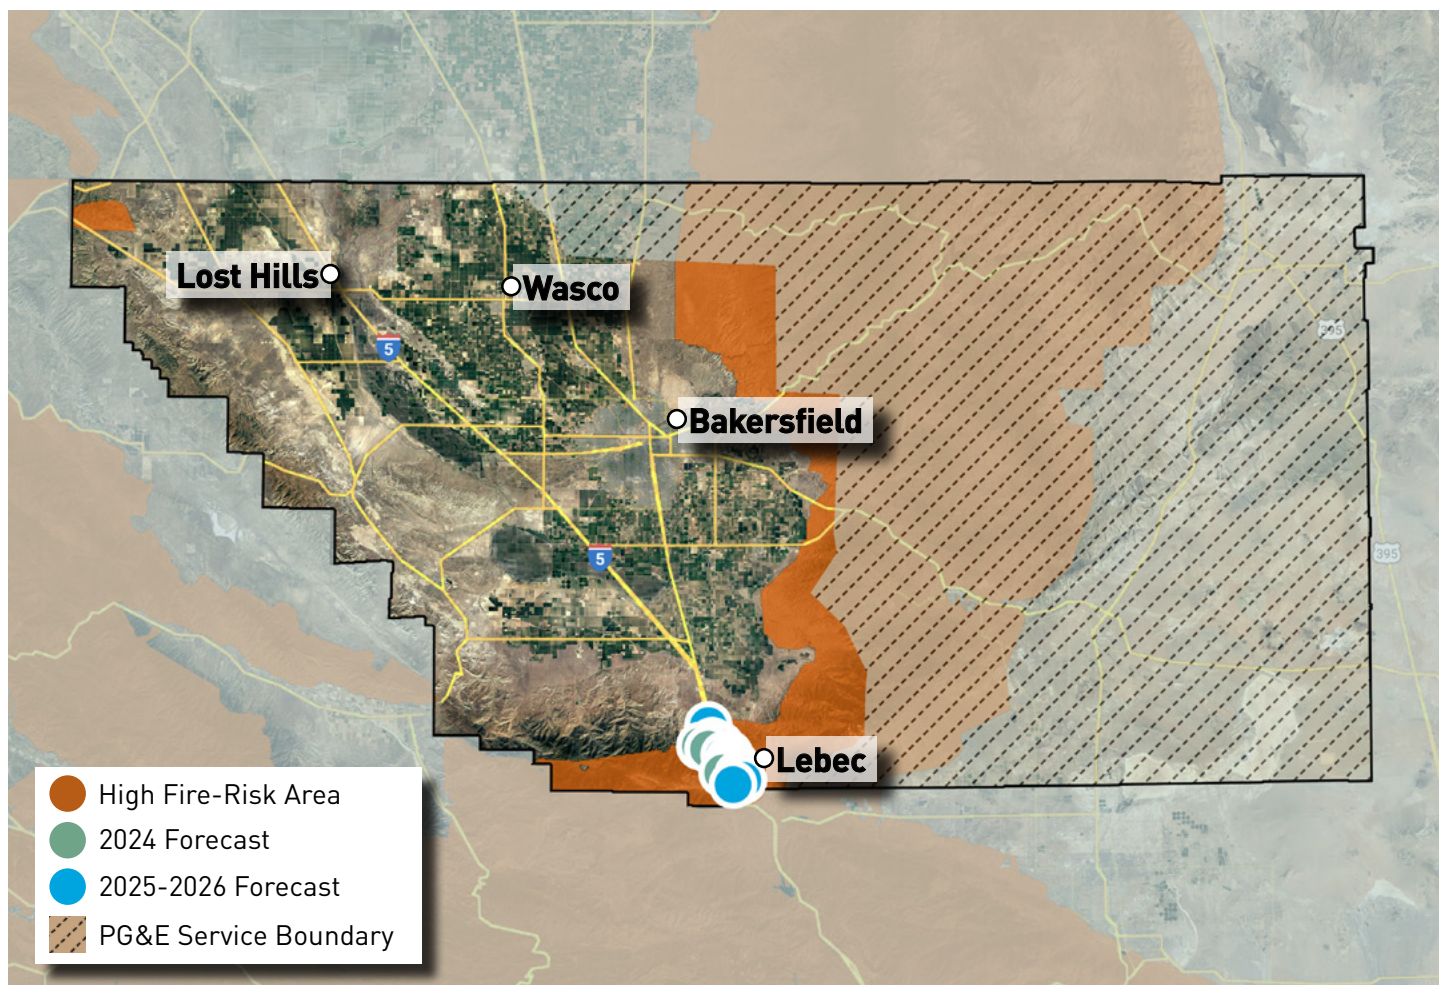 Lost Hills
Wasco
395
5
Bakersfield
5
395
Lebec
High Fire-Risk Area
2024 Forecast
2025-2026 Forecast
PG&E Service Boundary